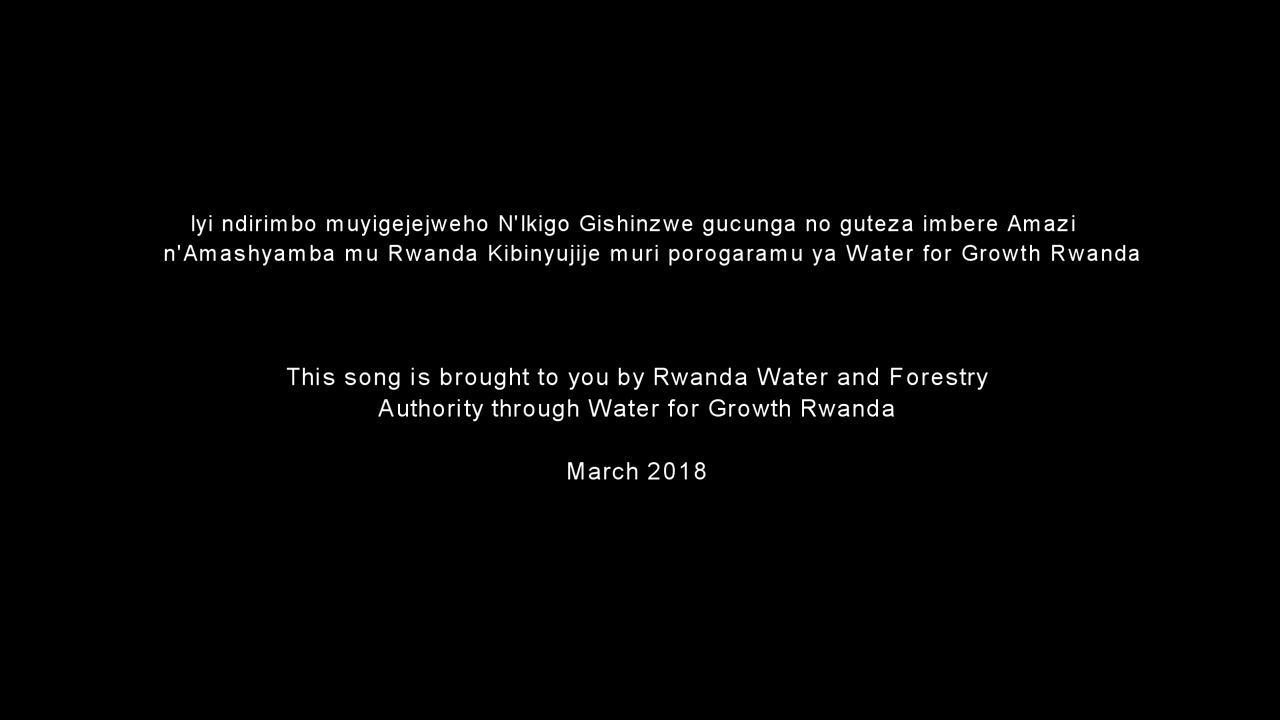 Iyi ndirimbo muyigejejweho N'Ikigo Gishinzwe gucunga no guteza imbere Amazi
n'Amashyamba mu Rwanda Kibinyujije muri porogaramu ya Water for Growth Rwanda
This song is brought to you by Rwanda Water and Forestry
Authority through Water for Growth Rwanda
March 2018